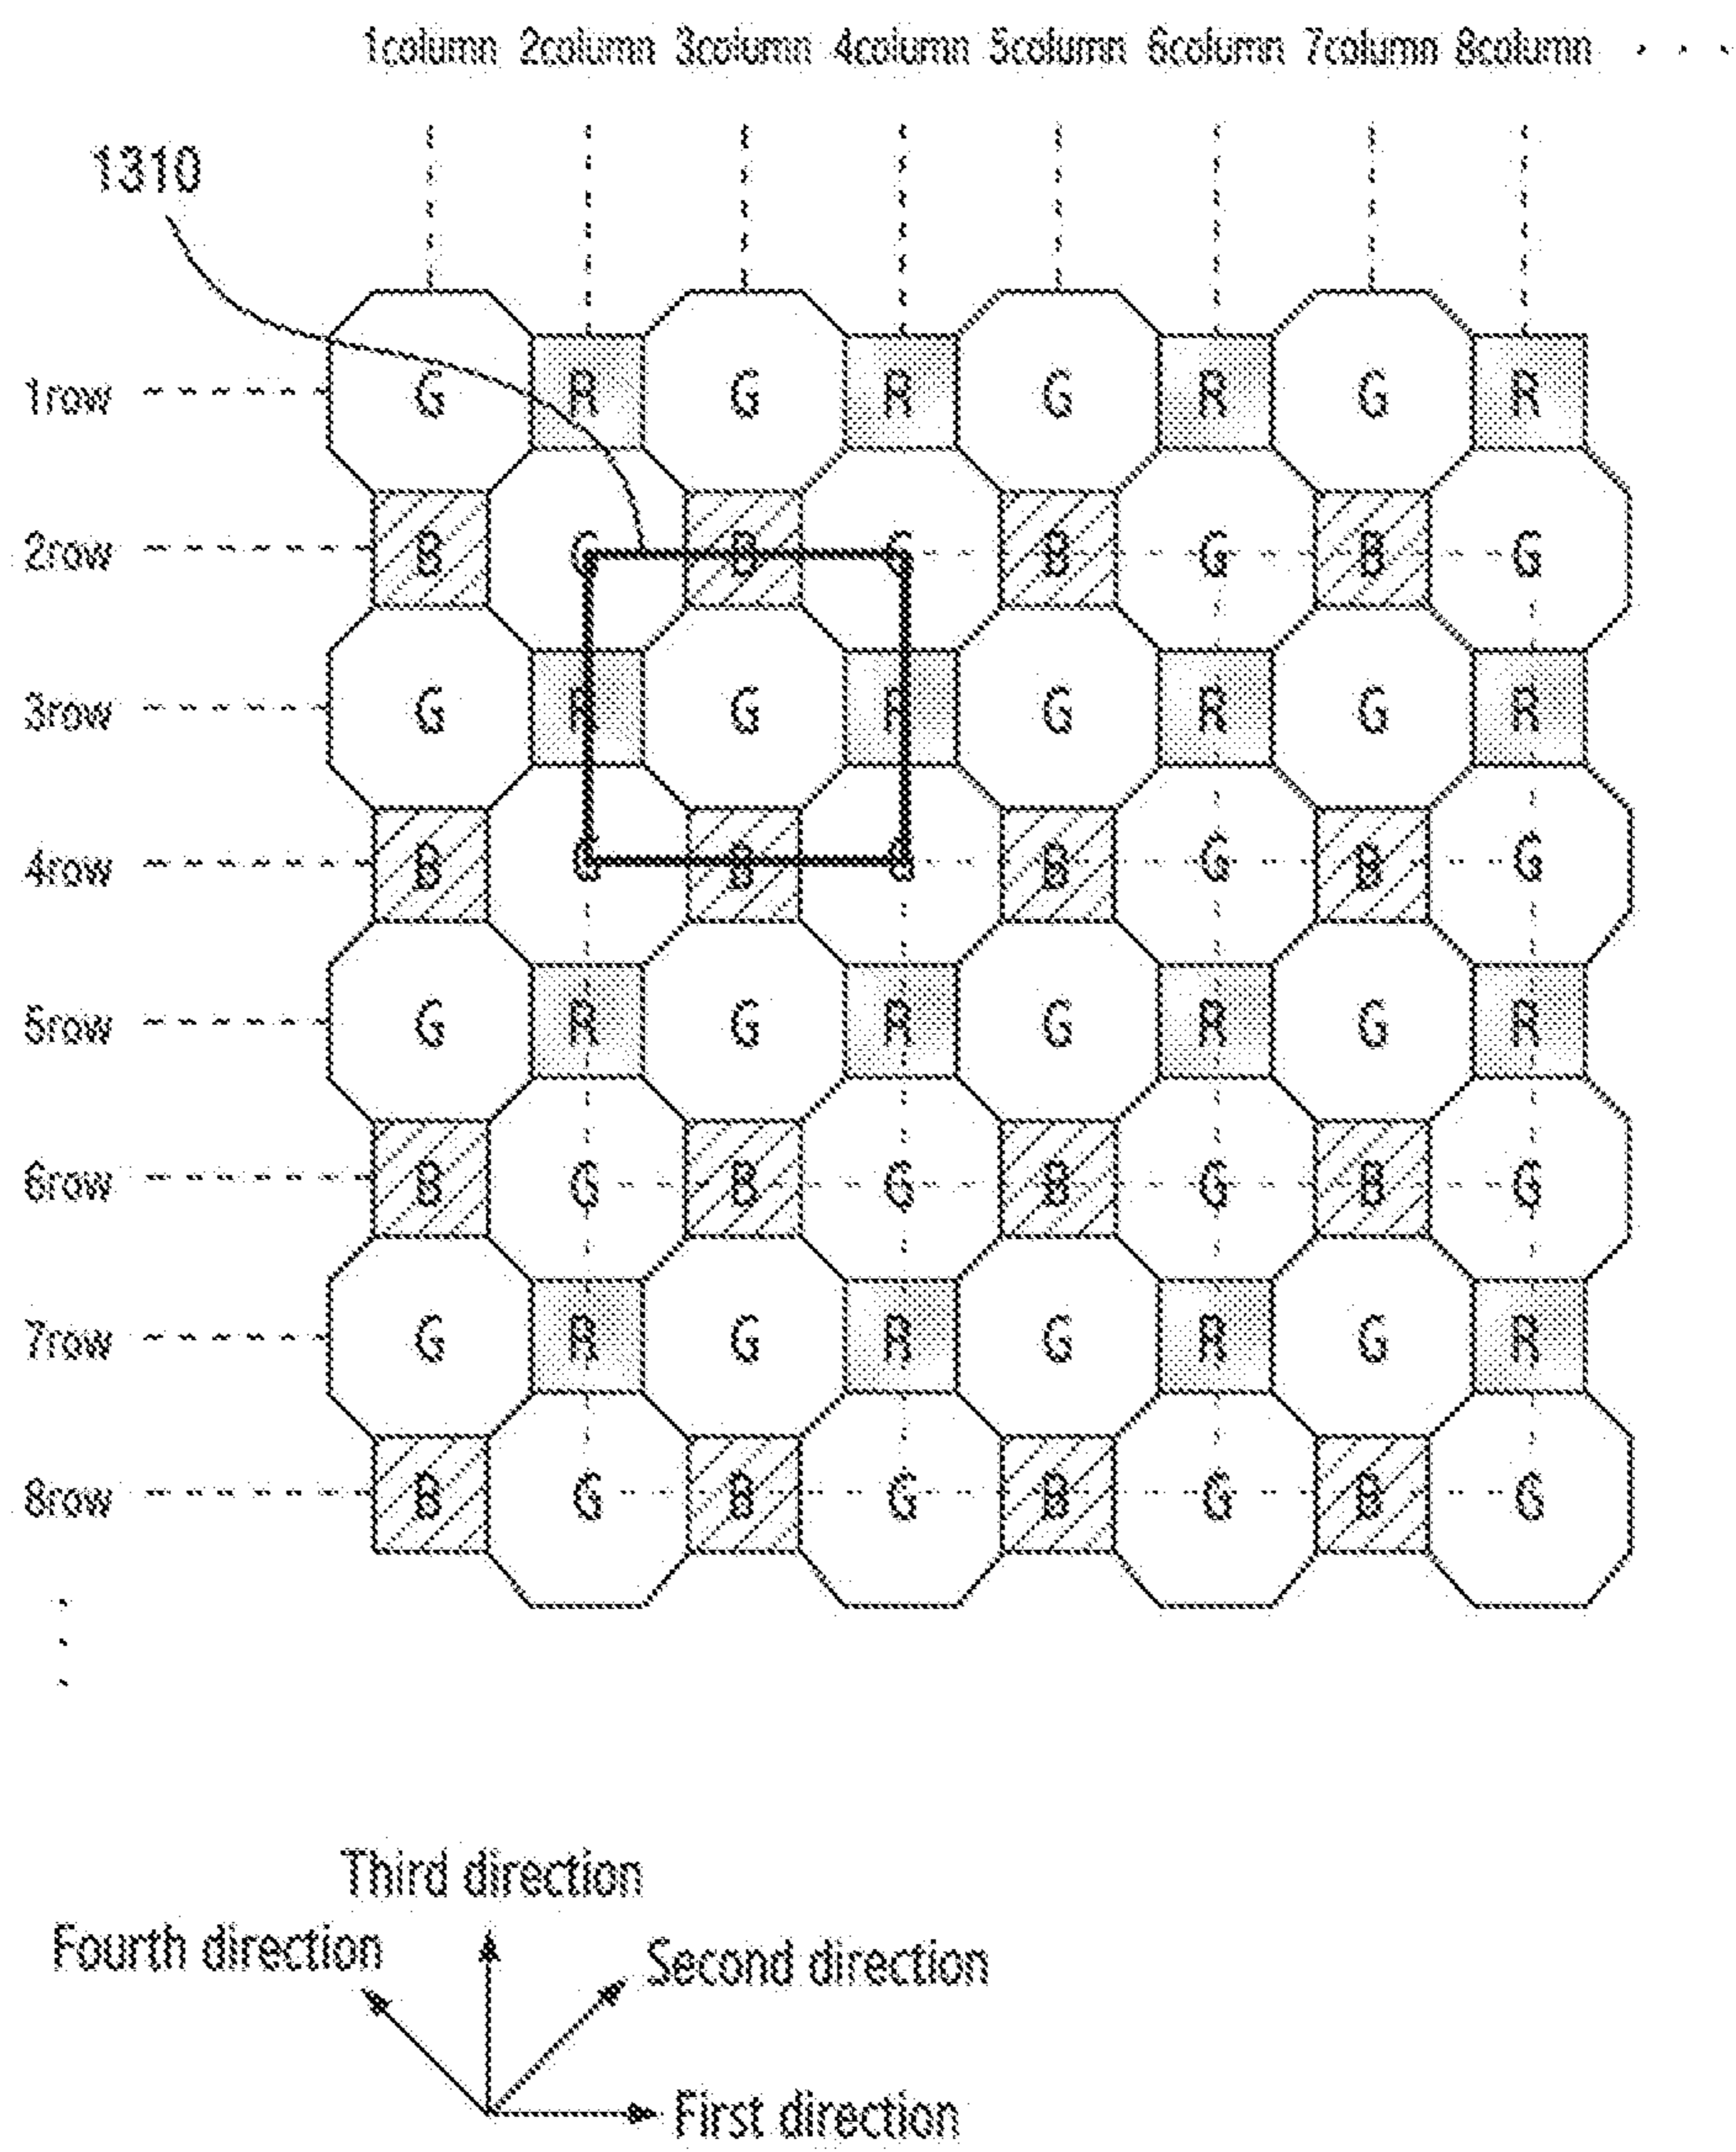 1column 2column 3column 4column 5column 6column 7column 8column . . .
1310
1row G R G R G R G R
2row B G B G B G B G
3row G R G R G R G R
4row B G B G B G B G
5row G R G R G R G R
6row B G B G B G B G
7row G R G R G R G R
8row B G B G B G B G
Third direction
Fourth direction
Second direction
First direction